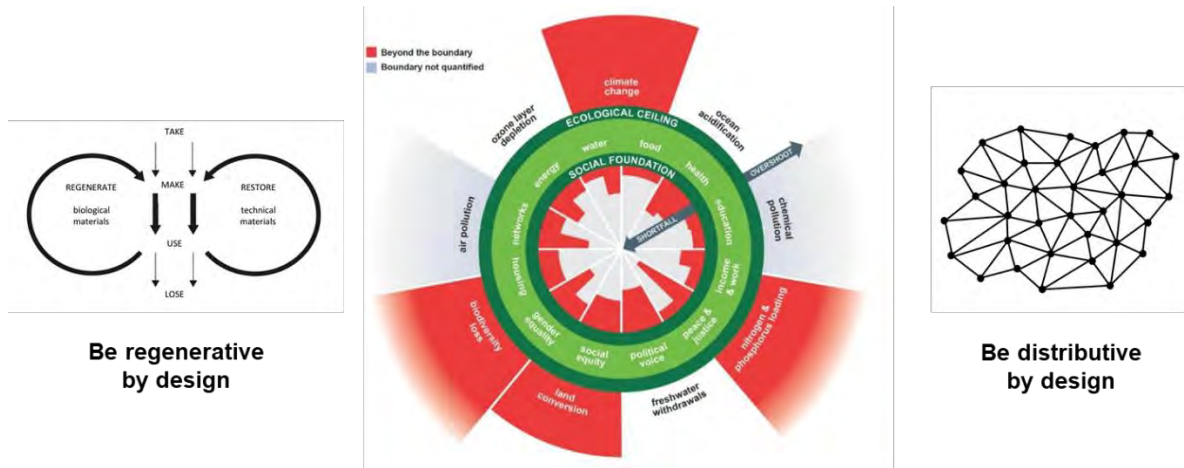 TAKE
REGENERATE
MAKE
RESTORE
biological
materials
technical
materials
USE
LOSE
Be regenerative
by design
Beyond the boundary
Boundary not quantified
climate
change
ozone layer
depletion
ocean
acidification
ECOLOGICAL CEILING
OVERSHOOT
water
food
energy
health
SOCIAL FOUNDATION
SHORTFALL
networks
education
air pollution
chemical
pollution
housing
income
& work
gender
equality
peace &
justice
social
equity
political
voice
biodiversity
loss
nitrogen &
phosphorus loading
land
conversion
freshwater
withdrawals
Be distributive
by design